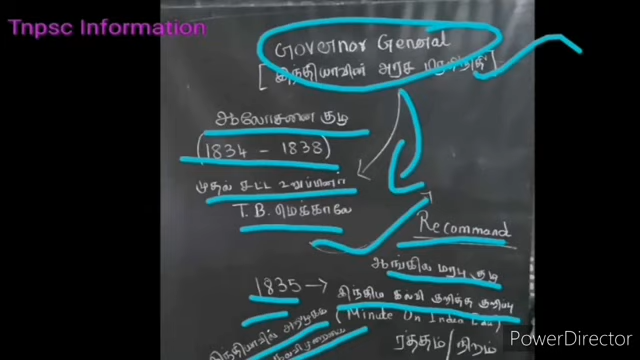 Tnpsc Information
Governor General
[இந்தியாவின் அரச பிரதிநிதி]
ஆலோசனை குழு
(1834 - 1838)
முதல் சட்ட உறுப்பினர்
T. B. மெக்காலே
Recommand
ஆங்கில மரபு குழு
1835 → இந்திய கல்வி குறித்த குறிப்பு
(Minute On Indian Edu)
இந்தியாவில் அறிமுகம்
ரத்தம் / நிறம்
PowerDirector